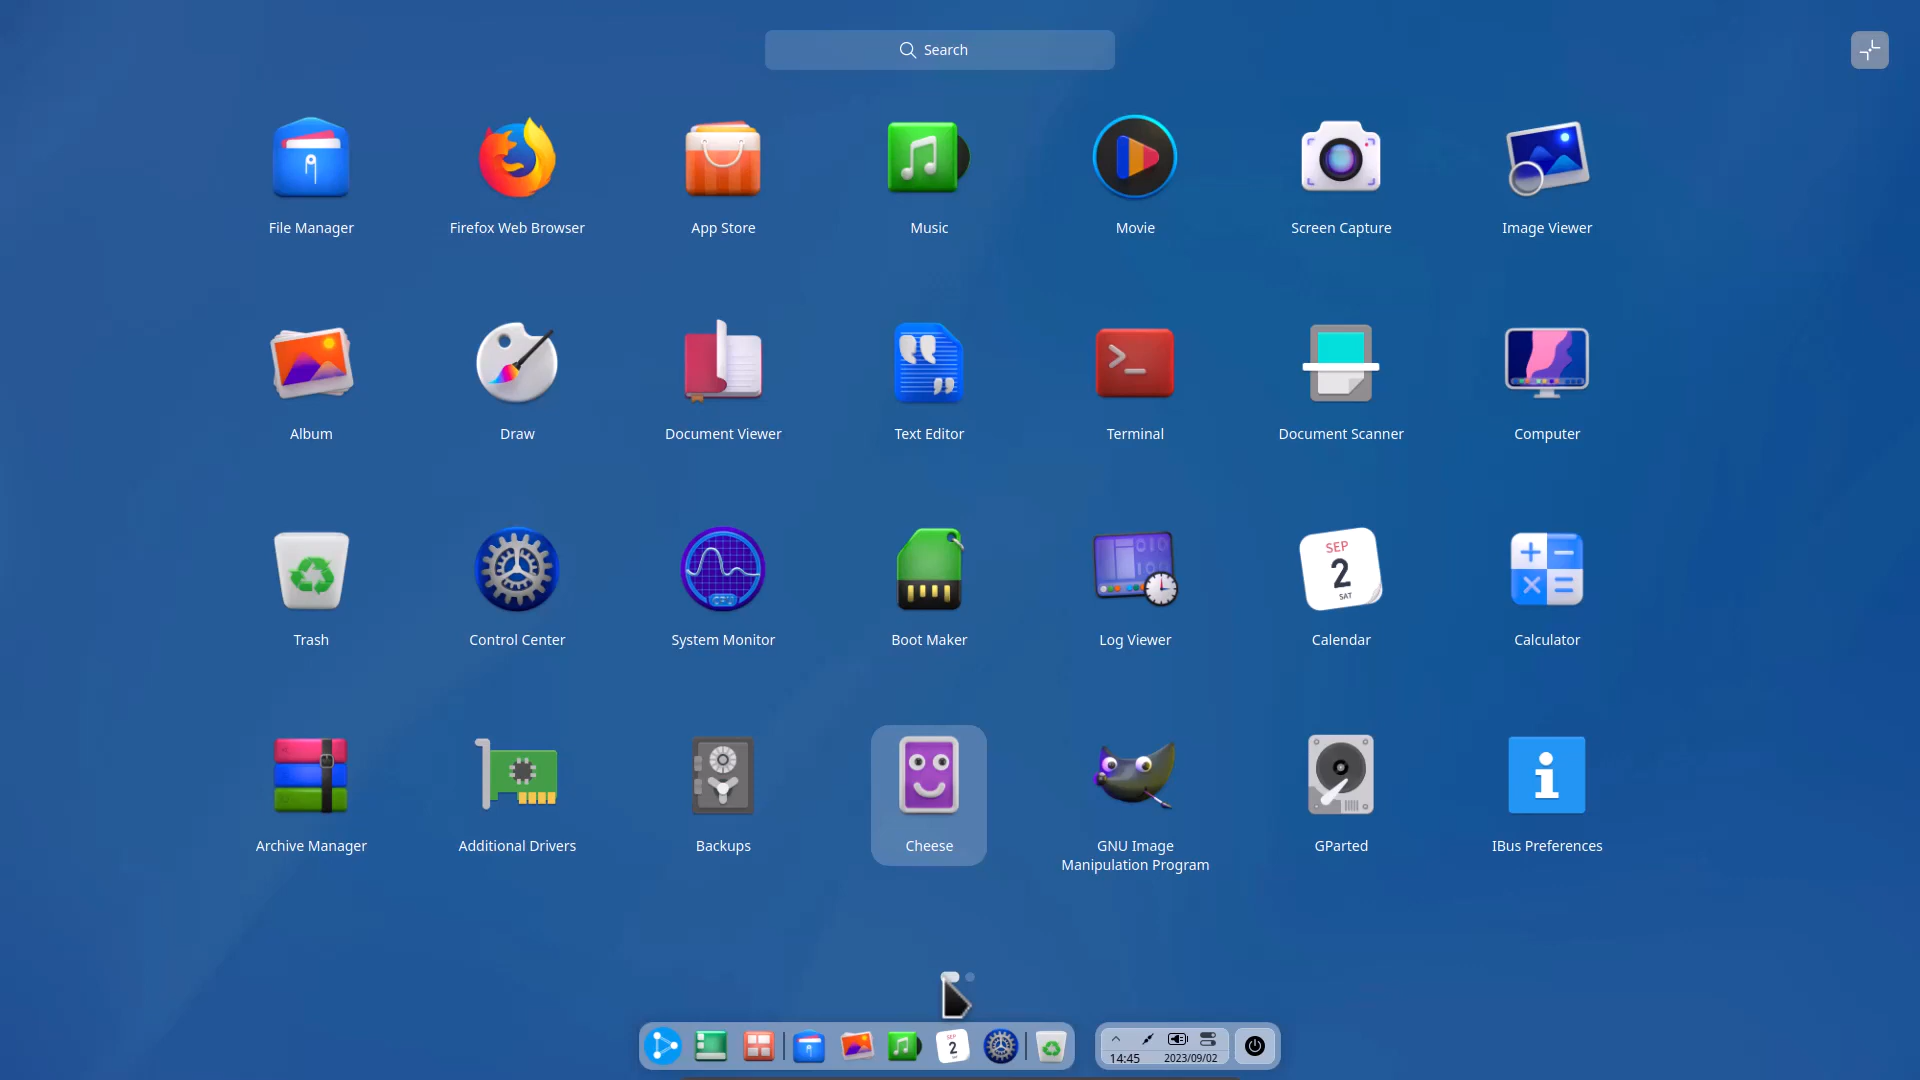 Search
File Manager
Firefox Web Browser
App Store
Music
Movie
Screen Capture
Image Viewer
Album
Draw
Document Viewer
Text Editor
Terminal
Document Scanner
Computer
SEP
2
SAT
Trash
Control Center
System Monitor
Boot Maker
Log Viewer
Calendar
Calculator
Archive Manager
Additional Drivers
Backups
Cheese
GNU Image
Manipulation Program
GParted
IBus Preferences
SEP
2
14:45
2023/09/02